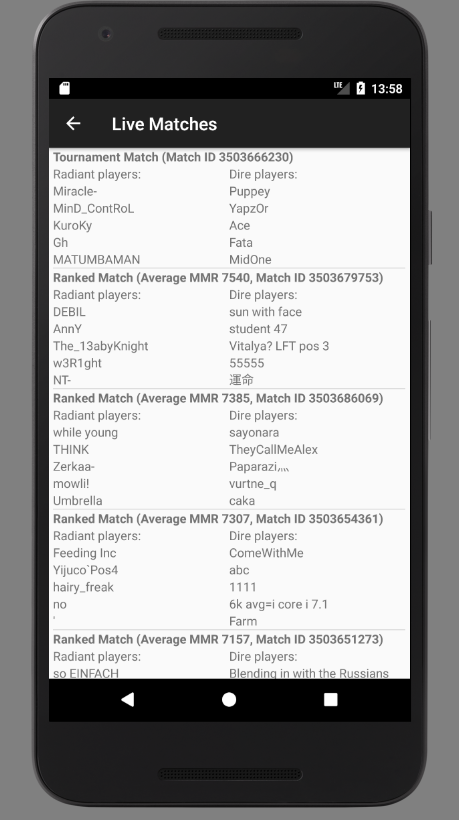 LTE 13:58
Live Matches
Tournament Match (Match ID 3503666230)
Radiant players: Dire players:
Miracle- Puppey
MinD_ContRoL YapzOr
KuroKy Ace
Gh Fata
MATUMBAMAN MidOne
Ranked Match (Average MMR 7540, Match ID 3503679753)
Radiant players: Dire players:
DEBIL sun with face
AnnY student 47
The_13abyKnight Vitalya? LFT pos 3
w3R1ght 55555
NT- 運命
Ranked Match (Average MMR 7385, Match ID 3503686069)
Radiant players: Dire players:
while young sayonara
THINK TheyCallMeAlex
Zerkaa- Paparazi灬
mowli! vurtne_q
Umbrella caka
Ranked Match (Average MMR 7307, Match ID 3503654361)
Radiant players: Dire players:
Feeding Inc ComeWithMe
Yijuco`Pos4 abc
hairy_freak 1111
no 6k avg=i core i 7.1
' Farm
Ranked Match (Average MMR 7157, Match ID 3503651273)
Radiant players: Dire players:
so EINFACH Blending in with the Russians